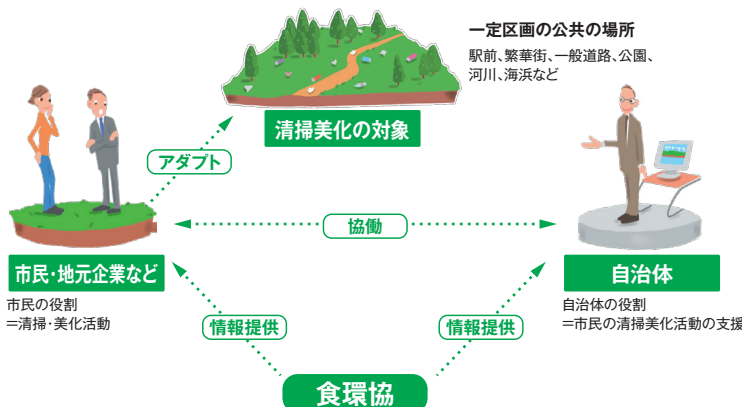 一定区画の公共の場所
駅前、繁華街、一般道路、公園、
河川、海浜など
清掃美化の対象
アダプト
協働
市民・地元企業など
自治体
市民の役割
=清掃・美化活動
自治体の役割
=市民の清掃美化活動の支援
情報提供
情報提供
食環協